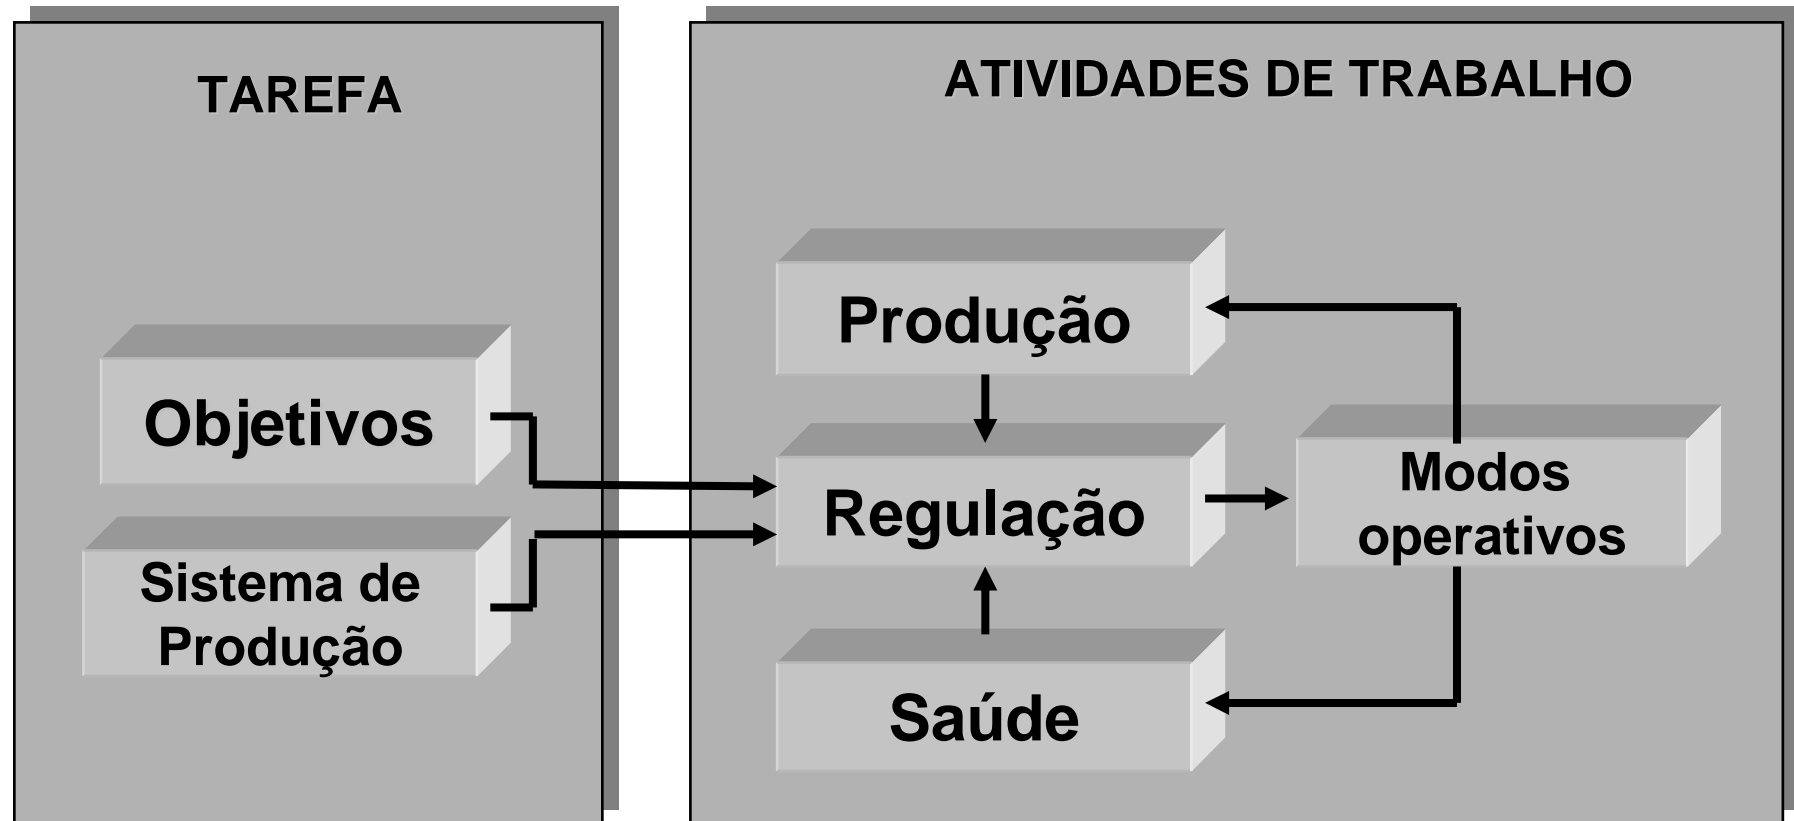 TAREFA
ATIVIDADES DE TRABALHO
Objetivos
Sistema de
Produção
Produção
Regulação
Saúde
Modos
operativos